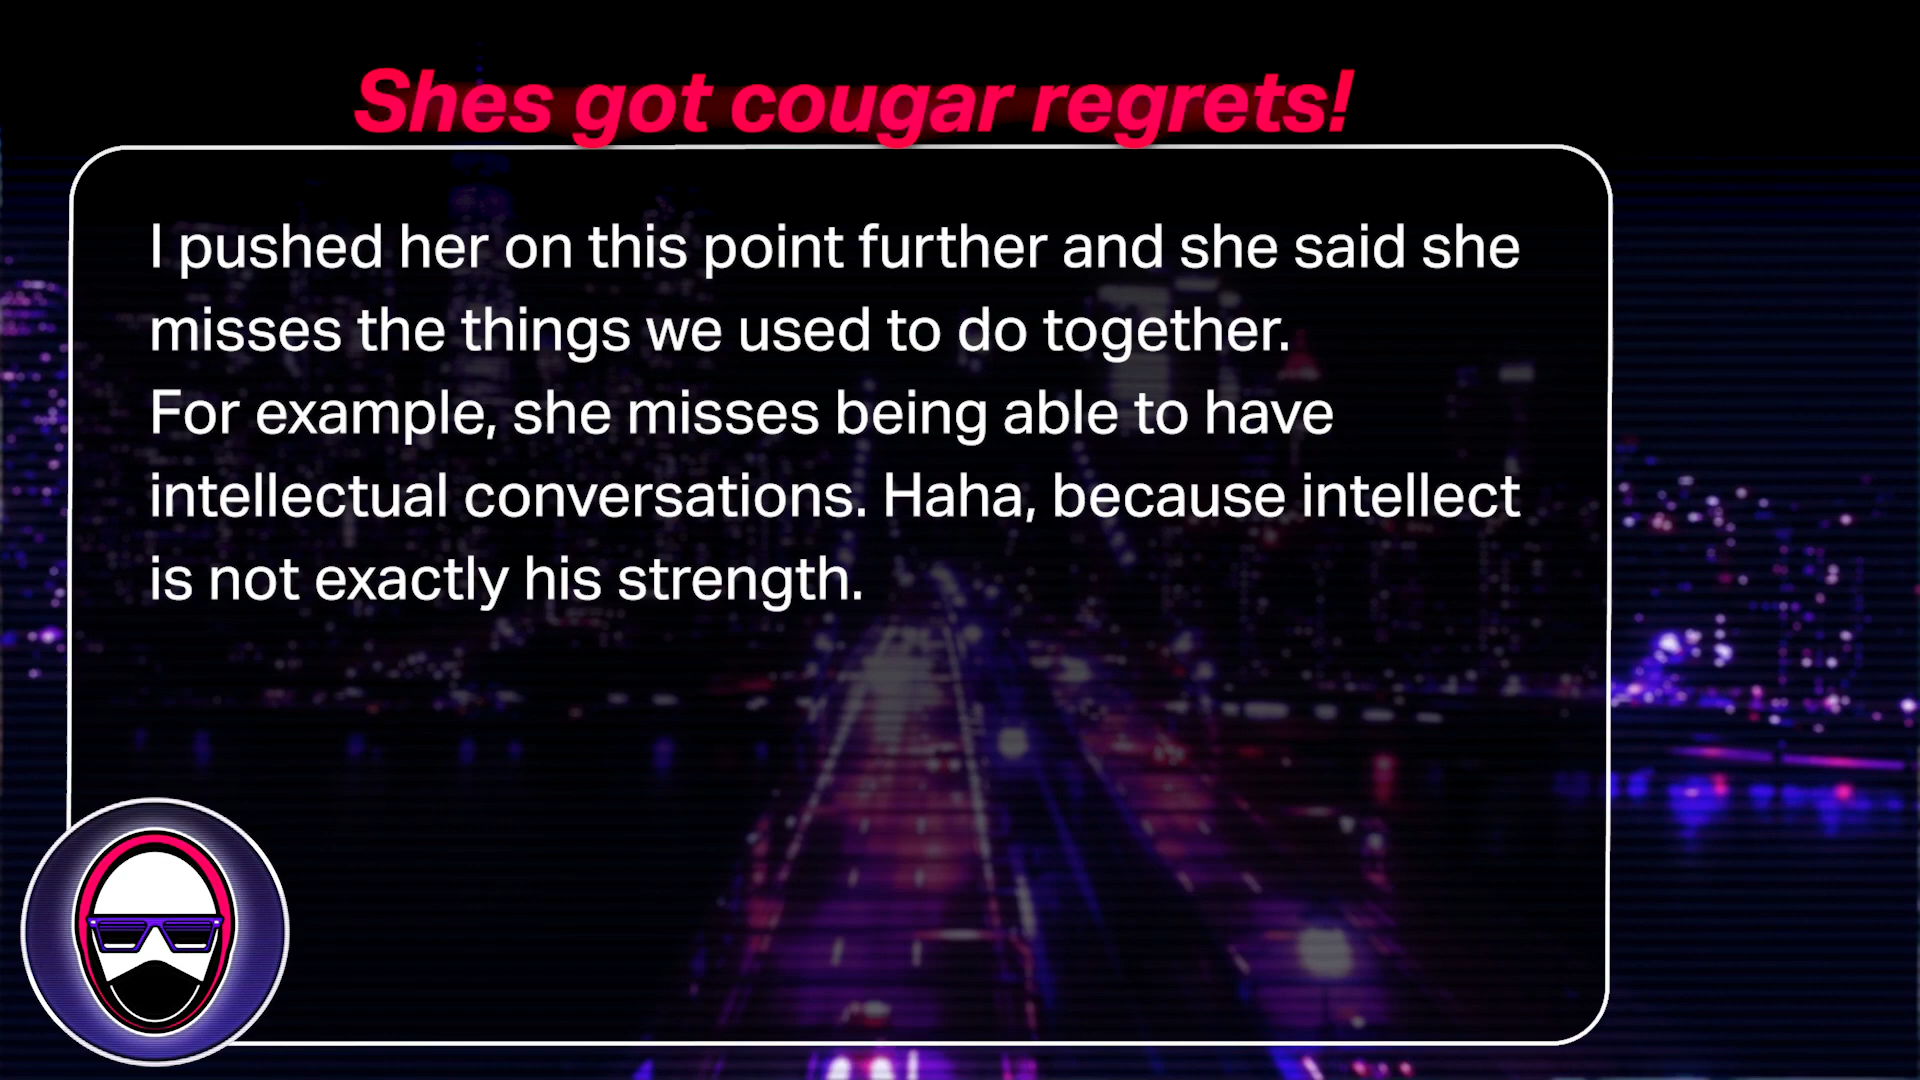 Shes got cougar regrets!
I pushed her on this point further and she said she
misses the things we used to do together.
For example, she misses being able to have
intellectual conversations. Haha, because intellect
is not exactly his strength.